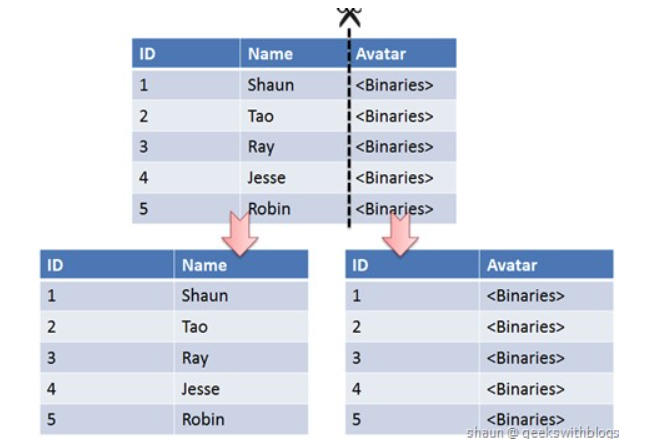 ID Name Avatar
1 Shaun <Binaries>
2 Tao <Binaries>
3 Ray <Binaries>
4 Jesse <Binaries>
5 Robin <Binaries>
ID Name
1 Shaun
2 Tao
3 Ray
4 Jesse
5 Robin
ID Avatar
1 <Binaries>
2 <Binaries>
3 <Binaries>
4 <Binaries>
5 <Binaries>
shaun @ geekswithblogs